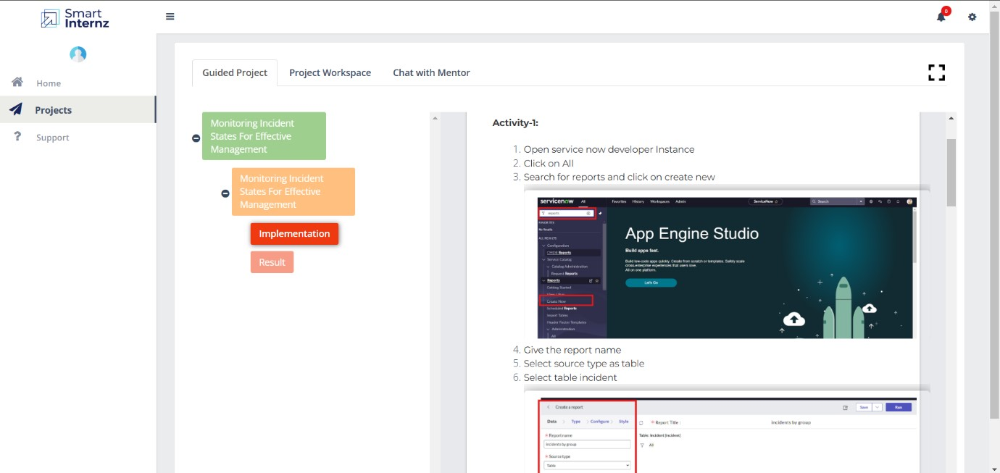 Smart
Internz
0
Home
Projects
Support
Guided Project
Project Workspace
Chat with Mentor
Monitoring Incident
States For Effective
Management
Monitoring Incident
States For Effective
Management
Implementation
Result
Activity-1:
1. Open service now developer Instance
2. Click on All
3. Search for reports and click on create new
servicenow All Favorites History Workspaces Admin ServiceNow Search
reports
FAVORITES
No Results
ALL RESULTS
Configuration
CMDB Reports
Service Catalog
Catalog Administration
Request Reports
Reports
Getting Started
Create New
Scheduled Reports
Import Tables
Header Footer Templates
Administration
All
App Engine Studio
Build apps fast.
Build low-code apps quickly. Create from scratch or templates. Safely scale
cross-enterprise experiences that users love.
All on one platform.
Let's Go
4. Give the report name
5. Select source type as table
6. Select table incident
Create a report
Save
Run
Data Type Configure Style
* Report Title :
incidents by group
* Report name
incidents by group
Table: Incident [incident]
All
* Source type
Table